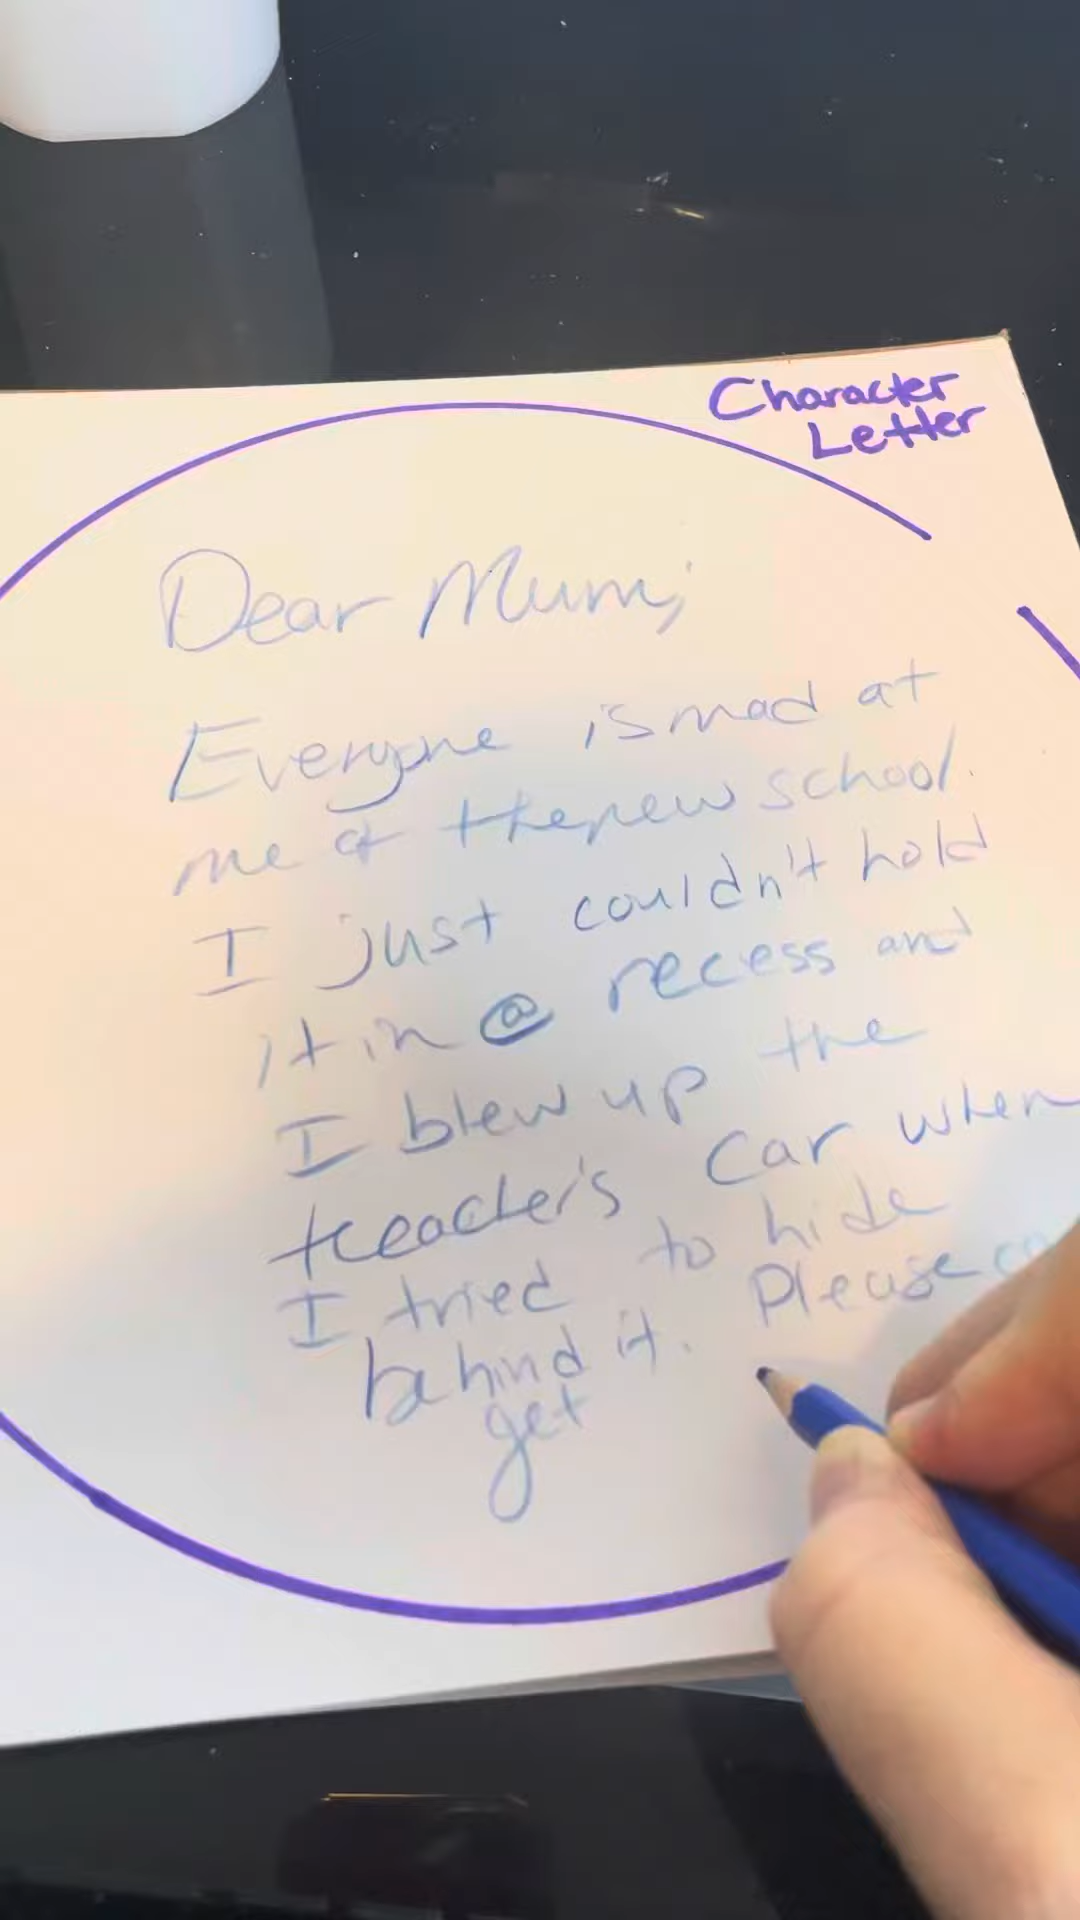 Character
Letter
Dear Mum,
Everyone is mad at
me at the new school.
I just couldn't hold
it in @ recess and
I blew up the
teacher's car when
I tried to hide
behind it. Please
get